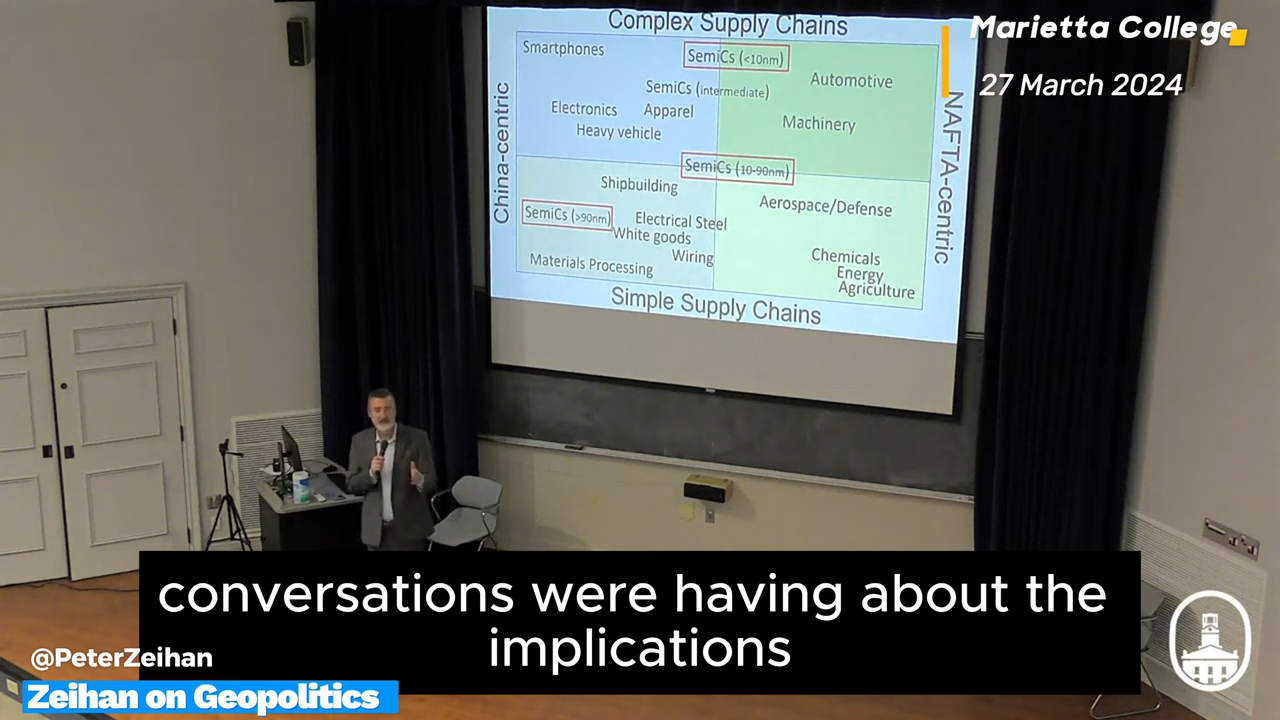 Complex Supply Chains
Marietta College
27 March 2024
Smartphones
SemiCs (<10nm)
Automotive
SemiCs (intermediate)
Electronics
Apparel
Machinery
Heavy vehicle
China-centric
NAFTA-centric
SemiCs (10-90nm)
Shipbuilding
Aerospace/Defense
SemiCs (>90nm)
Electrical Steel
White goods
Wiring
Chemicals
Materials Processing
Energy
Agriculture
Simple Supply Chains
conversations were having about the
implications
@PeterZeihan
Zeihan on Geopolitics